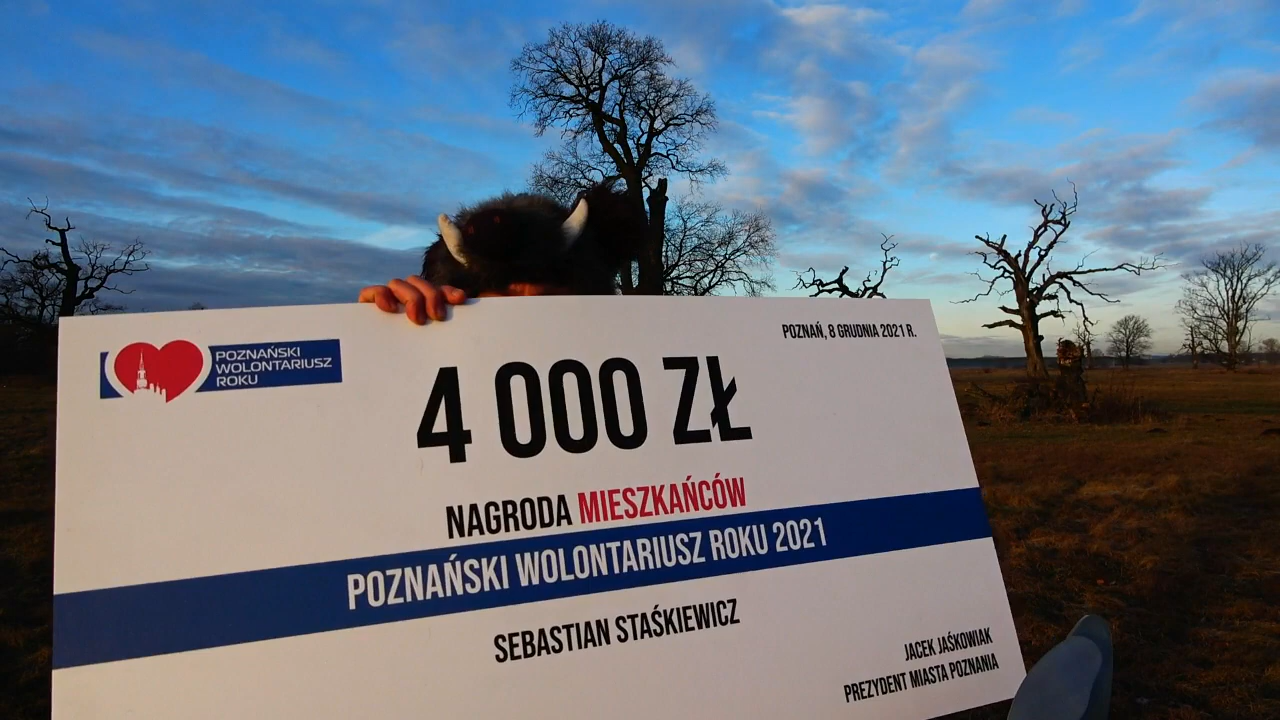 POZNAŃSKI
WOLONTARIUSZ
ROKU
POZNAŃ, 8 GRUDNIA 2021 R.
4 000 ZŁ
NAGRODA MIESZKAŃCÓW
POZNAŃSKI WOLONTARIUSZ ROKU 2021
SEBASTIAN STAŚKIEWICZ
JACEK JAŚKOWIAK
PREZYDENT MIASTA POZNANIA